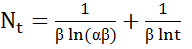 Nₜ = 1/(β ln(αβ)) + 1/(β lnt)